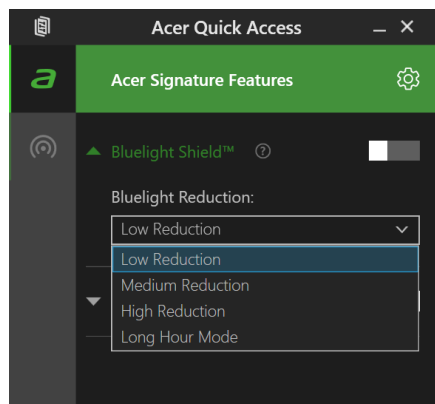 Acer Quick Access
a
Acer Signature Features
Bluelight Shield™ ?
Bluelight Reduction:
Low Reduction
Low Reduction
Medium Reduction
High Reduction
Long Hour Mode